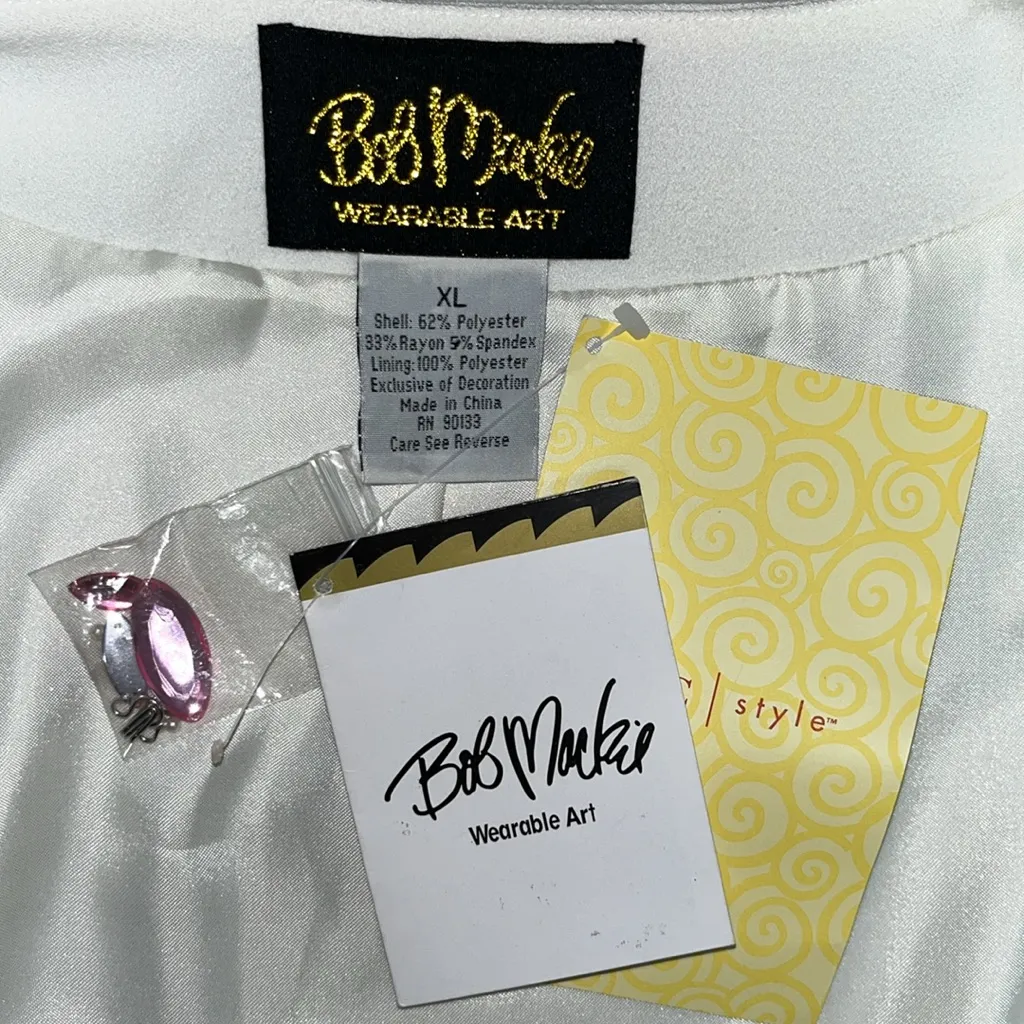 Bob Mackie
WEARABLE ART
XL
Shell: 62% Polyester
33% Rayon 5% Spandex
Lining: 100% Polyester
Exclusive of Decoration
Made in China
RN 90133
Care See Reverse
Bob Mackie
Wearable Art
C | style™